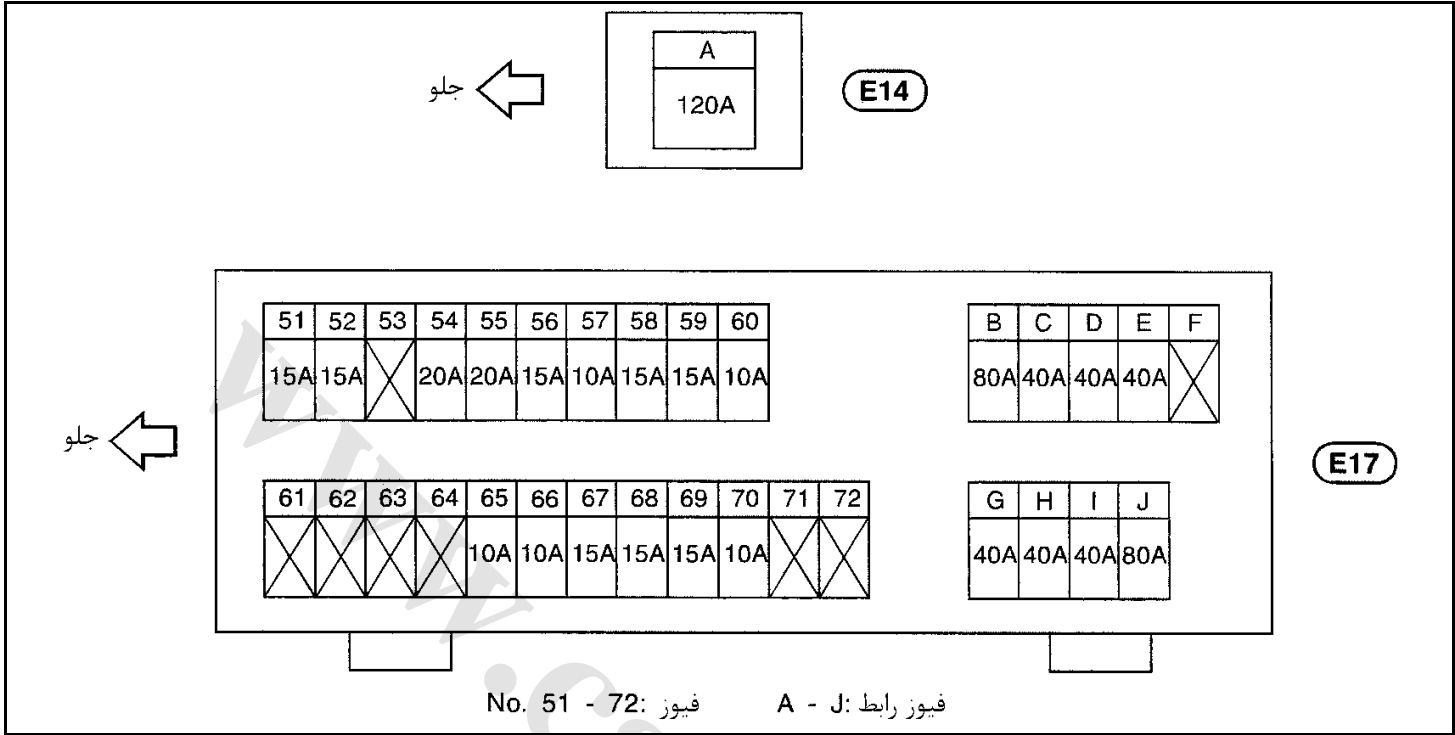 A
جلو
120A
E14
51 52 53 54 55 56 57 58 59 60
15A 15A 20A 20A 15A 10A 15A 15A 10A
B C D E F
80A 40A 40A 40A
جلو
E17
61 62 63 64 65 66 67 68 69 70 71 72
10A 10A 15A 15A 15A 10A
G H I J
40A 40A 40A 80A
فیوز رابط :A - J
فیوز :No. 51 - 72
www.c